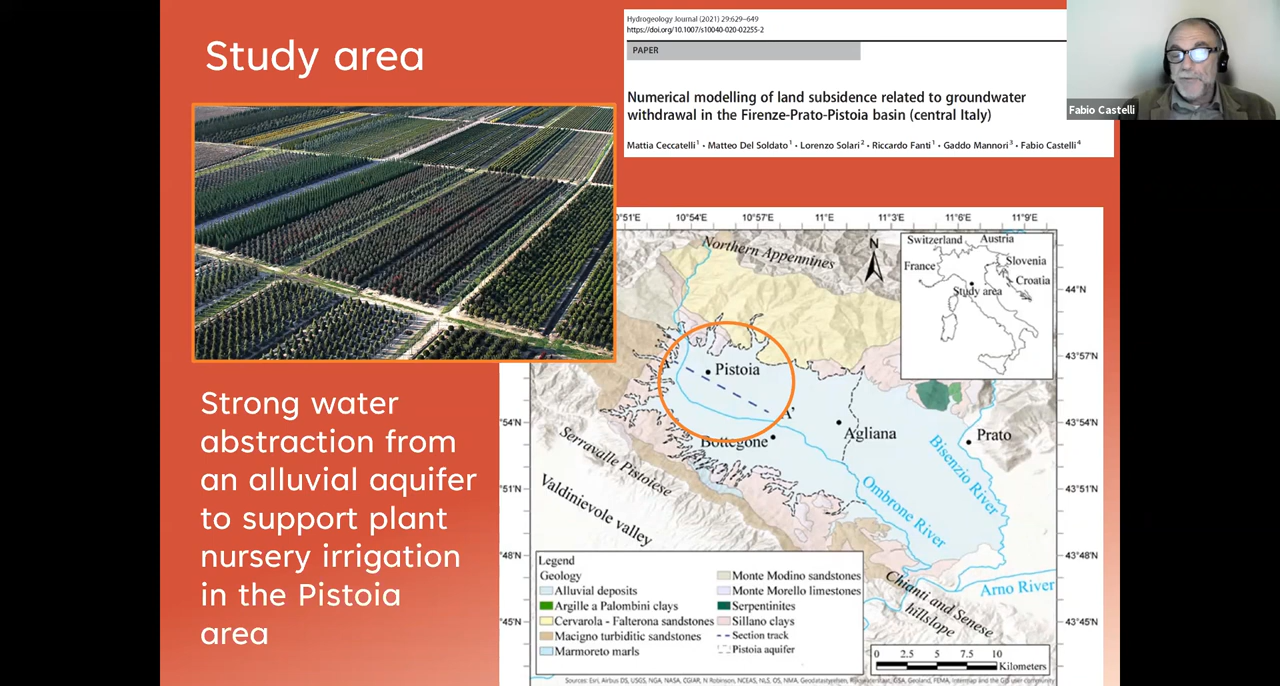 Study area
Hydrogeology Journal (2021) 29:629–649
https://doi.org/10.1007/s10040-020-02255-2
PAPER
Numerical modelling of land subsidence related to groundwater
withdrawal in the Firenze-Prato-Pistoia basin (central Italy)
Mattia Ceccatelli1 • Matteo Del Soldato1 • Lorenzo Solari2 • Riccardo Fanti1 • Gaddo Mannori3 • Fabio Castelli4
Fabio Castelli
Strong water
abstraction from
an alluvial aquifer
to support plant
nursery irrigation
in the Pistoia
area
0°51'E 10°54'E 10°57'E 11°E 11°3'E 11°6'E 11°9'E
Northern Appennines
N
Switzerland
Austria
France
Slovenia
Croatia
Study area
44°N
43°57'N
A
Pistoia
A'
54'N
43°54'N
Bottegone
Agliana
Prato
Bisenzio River
Serravalle Pistoiese
51'N
43°51'N
Valdinievole valley
Ombrone River
48'N
43°48'N
Arno River
Chianti and Senese
hillslope
45'N
43°45'N
Legend
Geology
Alluvial deposits
Argille a Palombini clays
Cervarola - Falterona sandstones
Macigno turbiditic sandstones
Marmoreto marls
Monte Modino sandstones
Monte Morello limestones
Serpentinites
Sillano clays
Section track
Pistoia aquifer
0 2.5 5 7.5 10
Kilometers
Sources: Esri, Airbus DS, USGS, NGA, NASA, CGIAR, N Robinson, NCEAS, NLS, OS, NMA, Geodatastyrelsen, Rijkswaterstaat, GSA, Geoland, FEMA, Intermap and the GIS user community